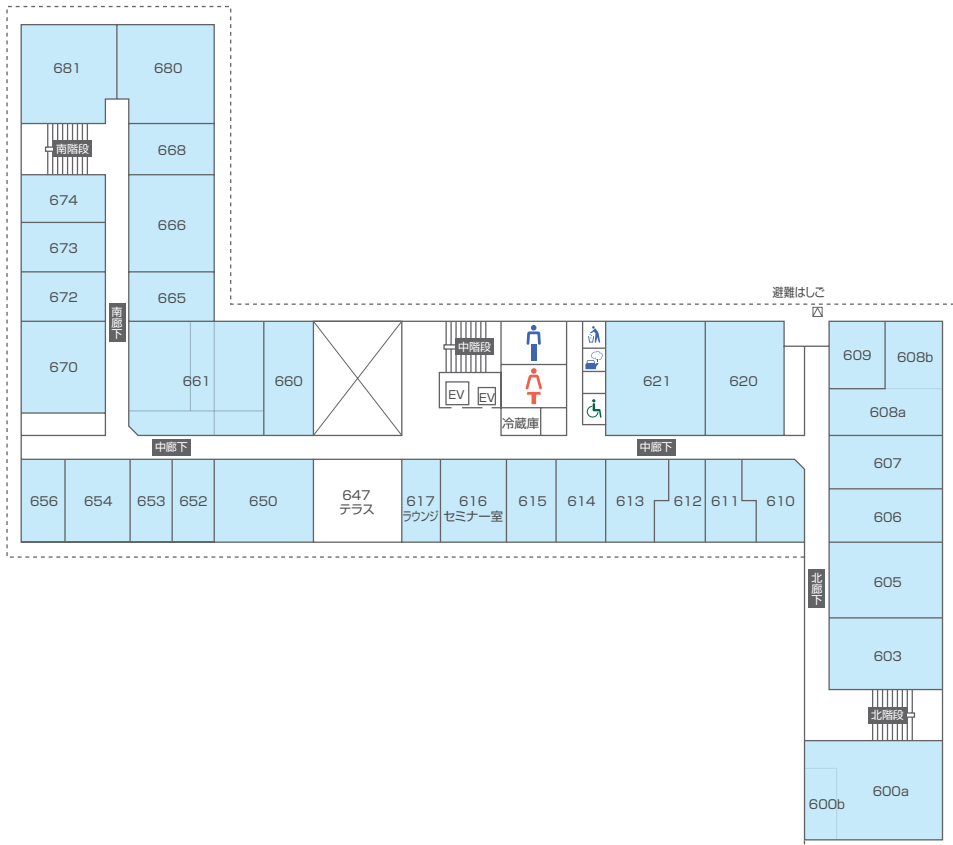 681
680
南階段
668
674
666
673
672
665
南廊下
670
661
660
中階段
EV
EV
冷蔵庫
621
620
避難はしご
609
608b
608a
中廊下
中廊下
607
656
654
653
652
650
647
テラス
617
ラウンジ
616
セミナー室
615
614
613
612
611
610
606
北廊下
605
603
北階段
600a
600b